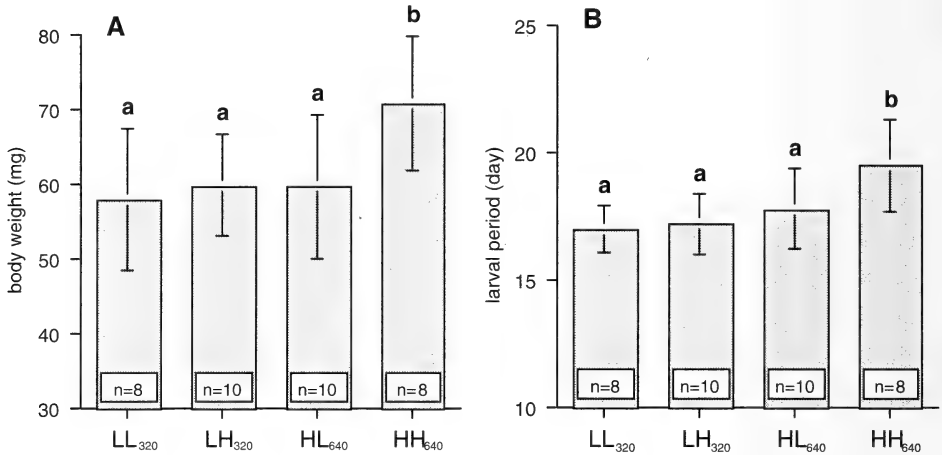 A
body weight (mg)
80
70
60
50
40
30
a
a
a
b
n=8
n=10
n=10
n=8
LL320
LH320
HL640
HH640
B
larval period (day)
25
20
15
10
a
a
a
b
n=8
n=10
n=10
n=8
LL320
LH320
HL640
HH640